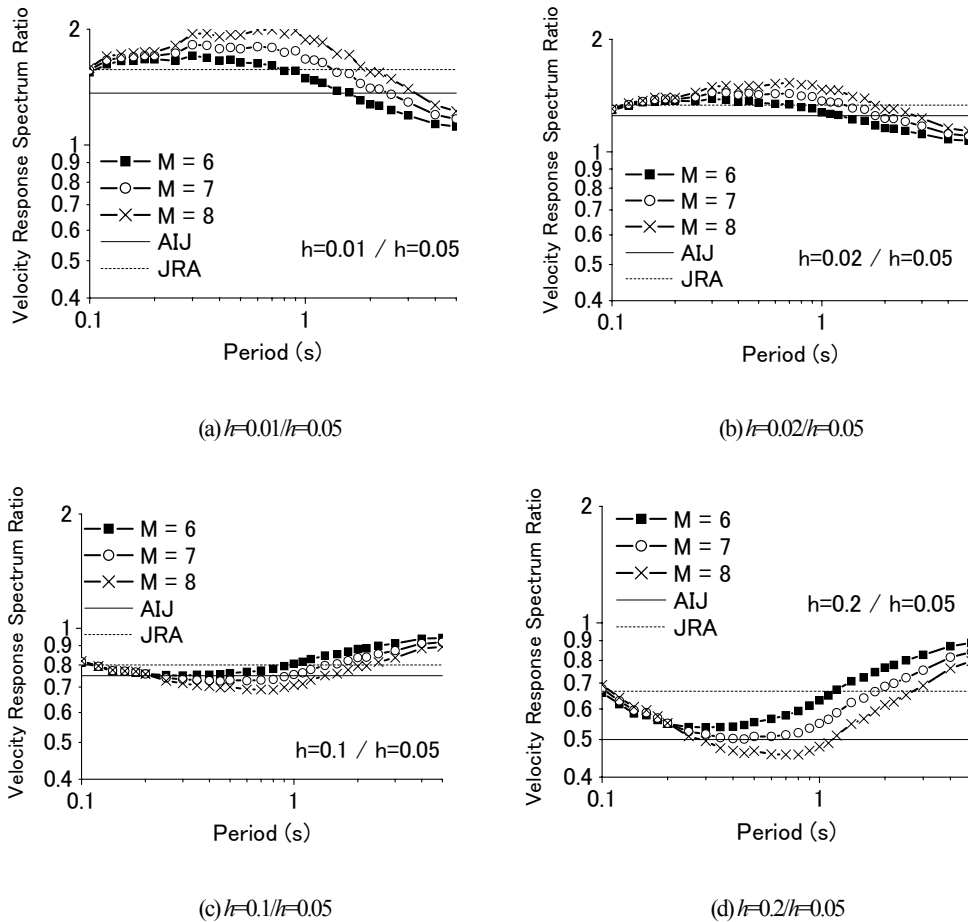 Velocity Response Spectrum Ratio
2
1
0.9
0.8
0.7
0.6
0.5
0.4
M = 6
M = 7
M = 8
AIJ
JRA
h=0.01 / h=0.05
0.1
1
Period (s)
(a) h=0.01/h=0.05
Velocity Response Spectrum Ratio
2
1
0.9
0.8
0.7
0.6
0.5
0.4
M = 6
M = 7
M = 8
AIJ
JRA
h=0.02 / h=0.05
0.1
1
Period (s)
(b) h=0.02/h=0.05
Velocity Response Spectrum Ratio
2
1
0.9
0.8
0.7
0.6
0.5
0.4
M = 6
M = 7
M = 8
AIJ
JRA
h=0.1 / h=0.05
0.1
1
Period (s)
(c) h=0.1/h=0.05
Velocity Response Spectrum Ratio
2
1
0.9
0.8
0.7
0.6
0.5
0.4
M = 6
M = 7
M = 8
AIJ
JRA
h=0.2 / h=0.05
0.1
1
Period (s)
(d) h=0.2/h=0.05